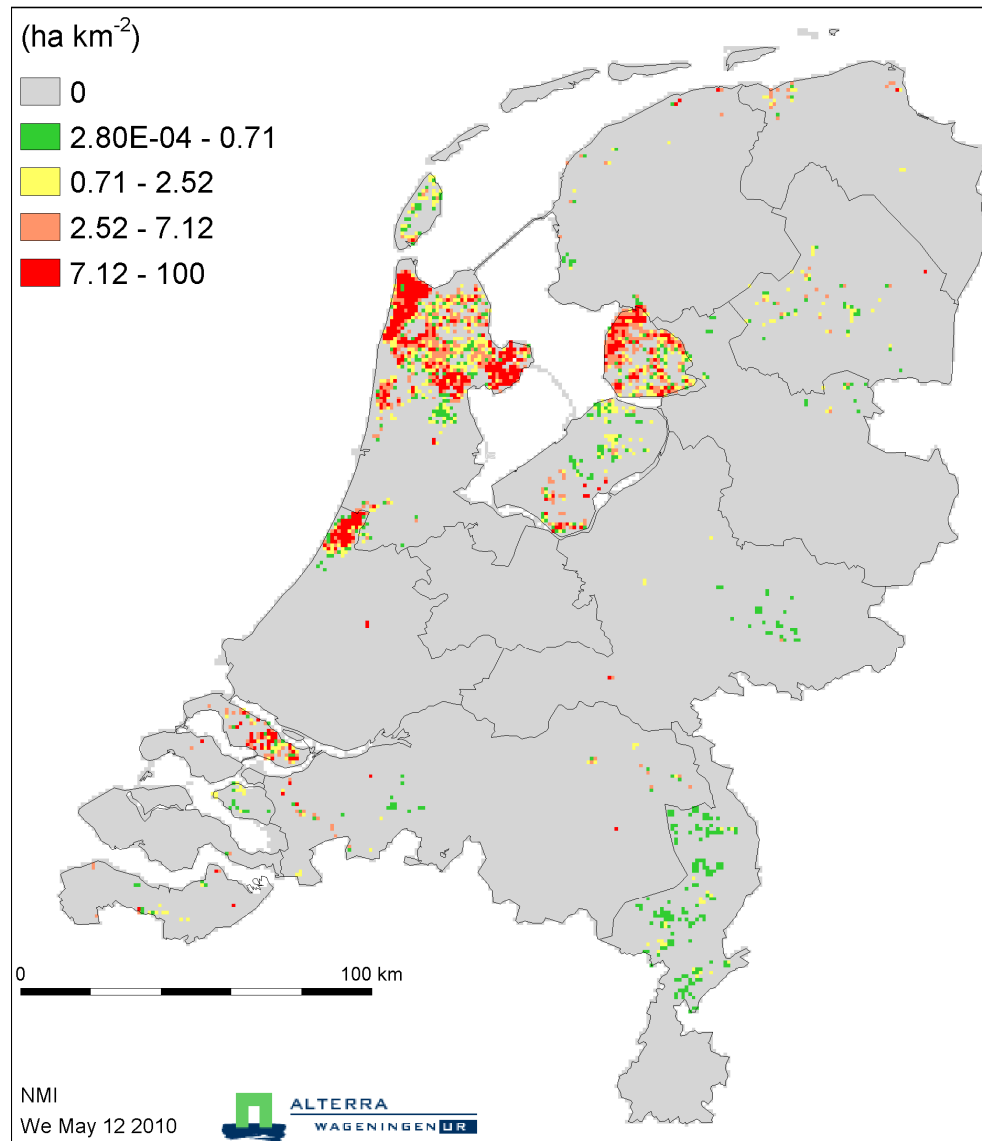 (ha km-2)
0
2.80E-04 - 0.71
0.71 - 2.52
2.52 - 7.12
7.12 - 100
0 100 km
NMI
We May 12 2010
ALTERRA
WAGENINGEN UR